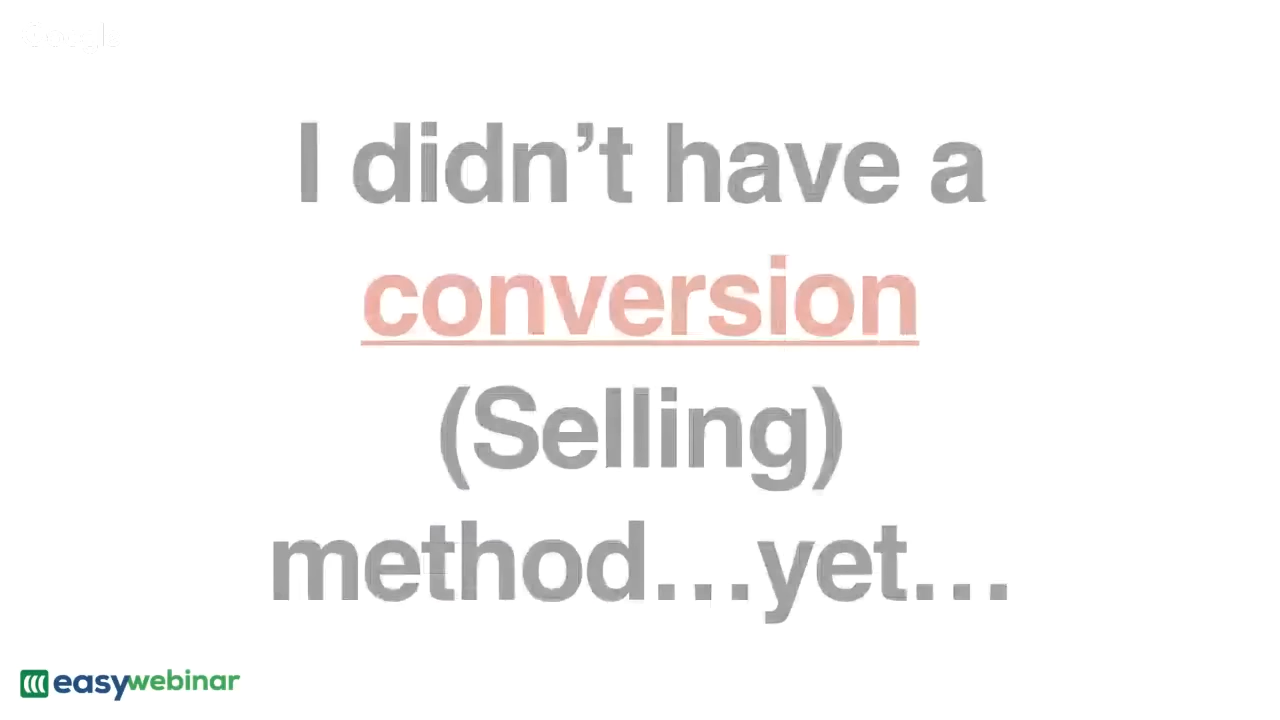 I didn’t have a
conversion
(Selling)
method…yet…
easywebinar